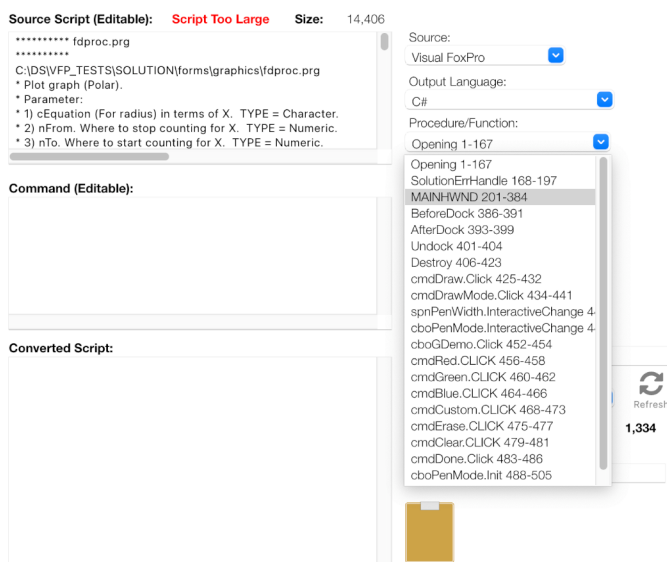 Source Script (Editable): Script Too Large Size: 14,406
********** fdproc.prg
**********
C:\DS\VFP_TESTS\SOLUTION\forms\graphics\fdproc.prg
* Plot graph (Polar).
* Parameter:
* 1) cEquation (For radius) in terms of X. TYPE = Character.
* 2) nFrom. Where to stop counting for X. TYPE = Numeric.
* 3) nTo. Where to start counting for X. TYPE = Numeric.
Source:
Visual FoxPro
Output Language:
C#
Procedure/Function:
Opening 1-167
Opening 1-167
SolutionErrHandle 168-197
MAINHWND 201-384
BeforeDock 386-391
AfterDock 393-399
Undock 401-404
Destroy 406-423
cmdDraw.Click 425-432
cmdDrawMode.Click 434-441
spnPenWidth.InteractiveChange 4
cboPenMode.InteractiveChange 4
cboGDemo.Click 452-454
cmdRed.CLICK 456-458
cmdGreen.CLICK 460-462
cmdBlue.CLICK 464-466
cmdCustom.CLICK 468-473
cmdErase.CLICK 475-477
cmdClear.CLICK 479-481
cmdDone.Click 483-486
cboPenMode.Init 488-505
Command (Editable):
Converted Script:
Refresh
1,334